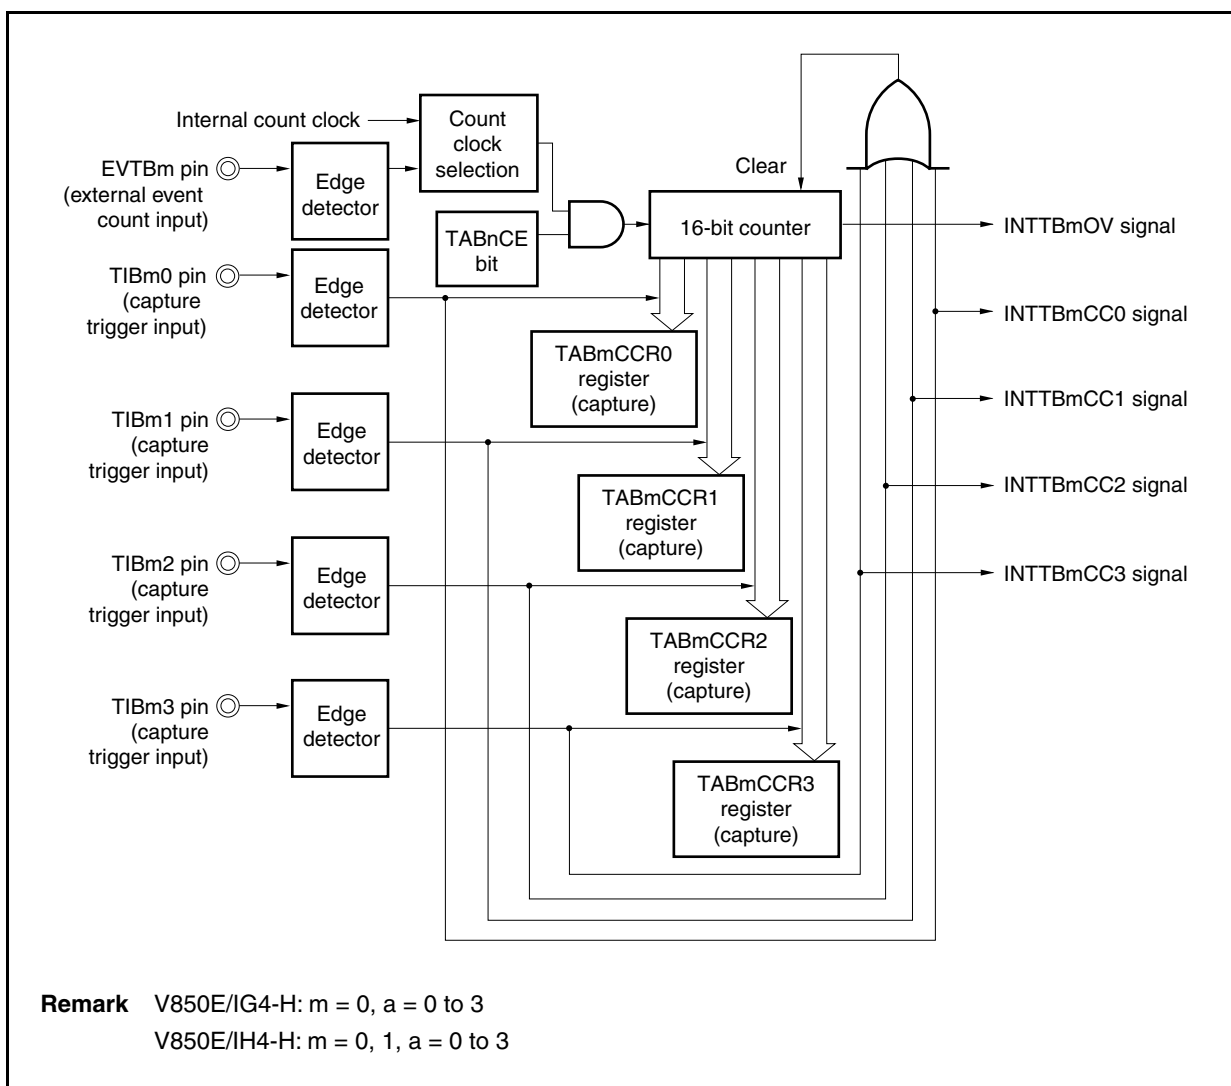 Internal count clock
Count
clock
selection
EVTBm pin
(external event
count input)
Edge
detector
Clear
TABnCE
bit
16-bit counter
INTTBmOV signal
TIBm0 pin
(capture
trigger input)
Edge
detector
INTTBmCC0 signal
TABmCCR0
register
(capture)
TIBm1 pin
(capture
trigger input)
Edge
detector
INTTBmCC1 signal
TABmCCR1
register
(capture)
INTTBmCC2 signal
TIBm2 pin
(capture
trigger input)
Edge
detector
INTTBmCC3 signal
TABmCCR2
register
(capture)
TIBm3 pin
(capture
trigger input)
Edge
detector
TABmCCR3
register
(capture)
Remark V850E/IG4-H: m = 0, a = 0 to 3
V850E/IH4-H: m = 0, 1, a = 0 to 3